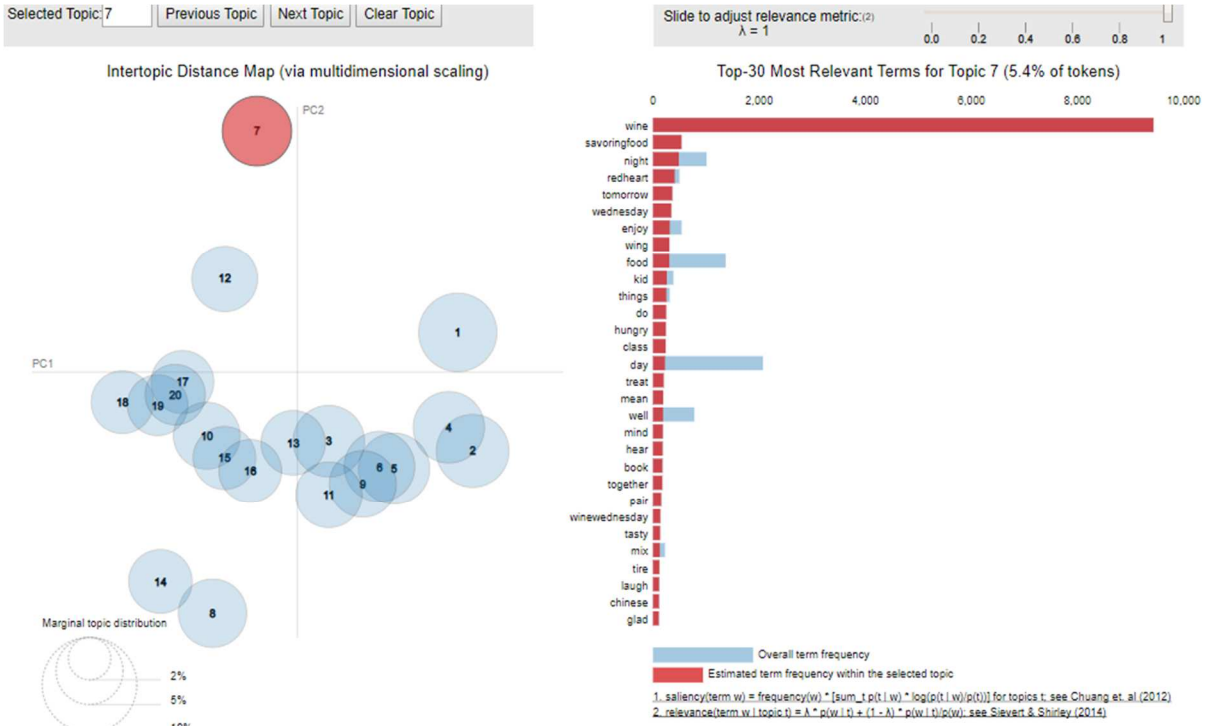 Selected Topic: 7 Previous Topic Next Topic Clear Topic
Slide to adjust relevance metric:(2)
λ = 1
0.0 0.2 0.4 0.6 0.8 1
Intertopic Distance Map (via multidimensional scaling)
PC2
PC1
7
12
1
17
20
18
19
10
15
16
13
3
4
2
6
5
9
11
14
8
Marginal topic distribution
2%
5%
Top-30 Most Relevant Terms for Topic 7 (5.4% of tokens)
0 2,000 4,000 6,000 8,000 10,000
wine
savoringfood
night
redheart
tomorrow
wednesday
enjoy
wing
food
kid
things
do
hungry
class
day
treat
mean
well
mind
hear
book
together
pair
winewednesday
tasty
mix
tire
laugh
chinese
glad
Overall term frequency
Estimated term frequency within the selected topic
1. saliency(term w) = frequency(w) * [sum_t p(t | w) * log(p(t | w)/p(t))] for topics t; see Chuang et. al (2012)
2. relevance(term w | topic t) = λ * p(w | t) + (1 - λ) * p(w | t)/p(w); see Sievert & Shirley (2014)